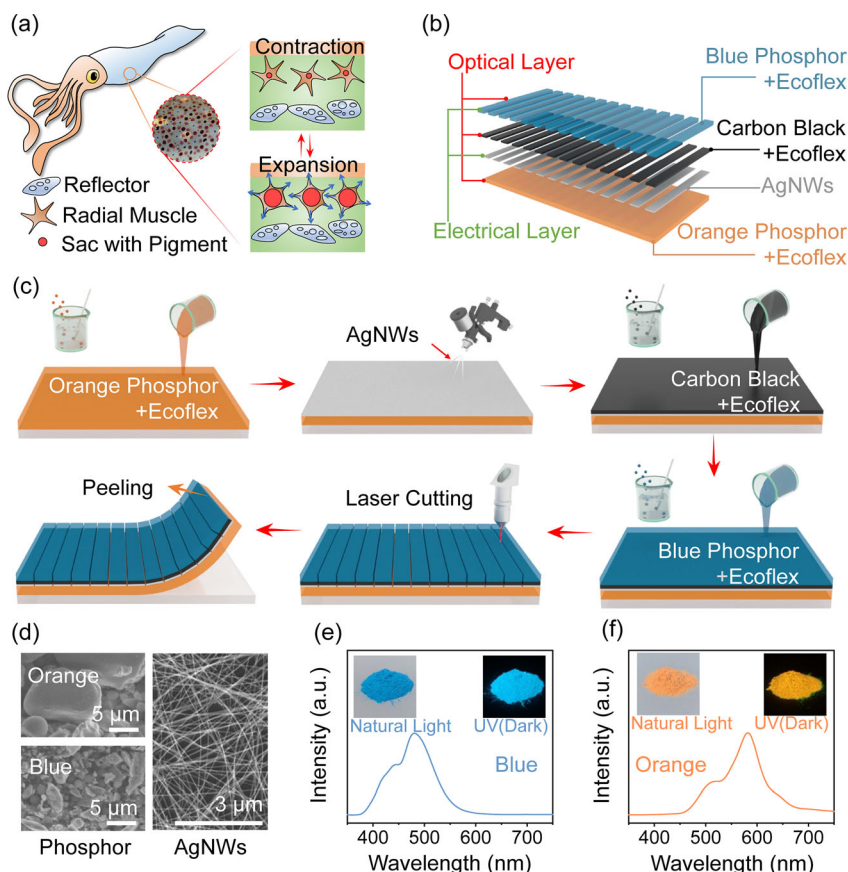 (a)
Contraction
Expansion
Reflector
Radial Muscle
Sac with Pigment
(b)
Optical Layer
Blue Phosphor
+Ecoflex
Carbon Black
+Ecoflex
AgNWs
Electrical Layer
Orange Phosphor
+Ecoflex
(c)
Orange Phosphor
+Ecoflex
AgNWs
Carbon Black
+Ecoflex
Peeling
Laser Cutting
Blue Phosphor
+Ecoflex
(d)
Orange
5 μm
Blue
5 μm
Phosphor
3 μm
AgNWs
(e)
Intensity (a.u.)
Natural Light
UV(Dark)
Blue
400 500 600 700
Wavelength (nm)
(f)
Intensity (a.u.)
Natural Light
UV(Dark)
Orange
400 500 600 700
Wavelength (nm)